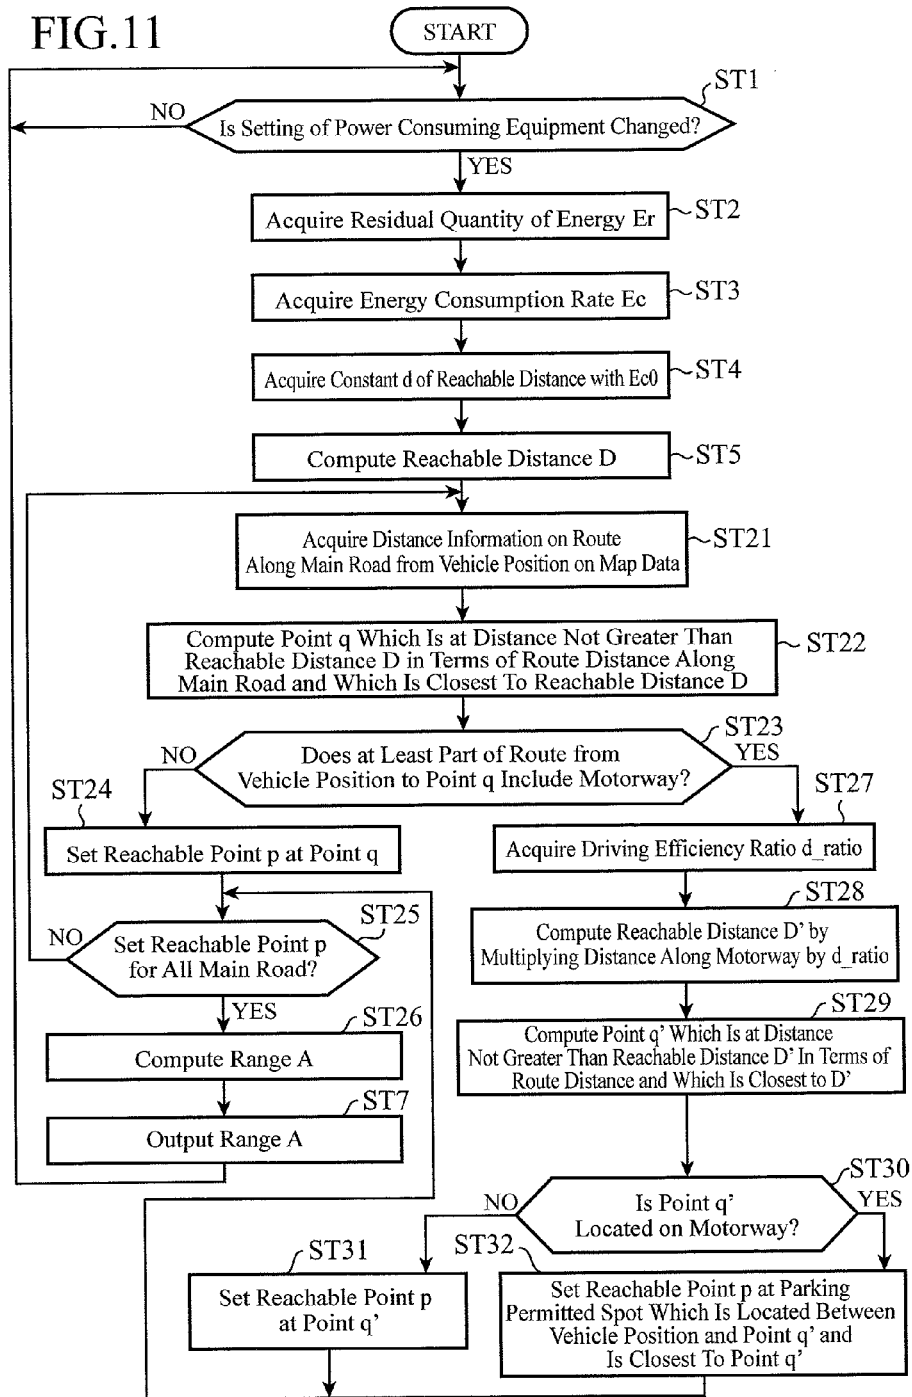 FIG.11
START
ST1
NO
Is Setting of Power Consuming Equipment Changed?
YES
Acquire Residual Quantity of Energy Er
ST2
Acquire Energy Consumption Rate Ec
ST3
Acquire Constant d of Reachable Distance with Ec0
ST4
Compute Reachable Distance D
ST5
Acquire Distance Information on Route
Along Main Road from Vehicle Position on Map Data
ST21
Compute Point q Which Is at Distance Not Greater Than
Reachable Distance D in Terms of Route Distance Along
Main Road and Which Is Closest To Reachable Distance D
ST22
ST23
NO
Does at Least Part of Route from
Vehicle Position to Point q Include Motorway?
YES
ST24
Set Reachable Point p at Point q
ST27
Acquire Driving Efficiency Ratio d_ratio
ST25
NO
Set Reachable Point p
for All Main Road?
YES
ST28
Compute Reachable Distance D' by
Multiplying Distance Along Motorway by d_ratio
ST26
Compute Range A
ST29
Compute Point q' Which Is at Distance
Not Greater Than Reachable Distance D' In Terms of
Route Distance and Which Is Closest to D'
ST7
Output Range A
ST30
NO
Is Point q'
Located on Motorway?
YES
ST31
Set Reachable Point p
at Point q'
ST32
Set Reachable Point p at Parking
Permitted Spot Which Is Located Between
Vehicle Position and Point q' and
Is Closest To Point q'